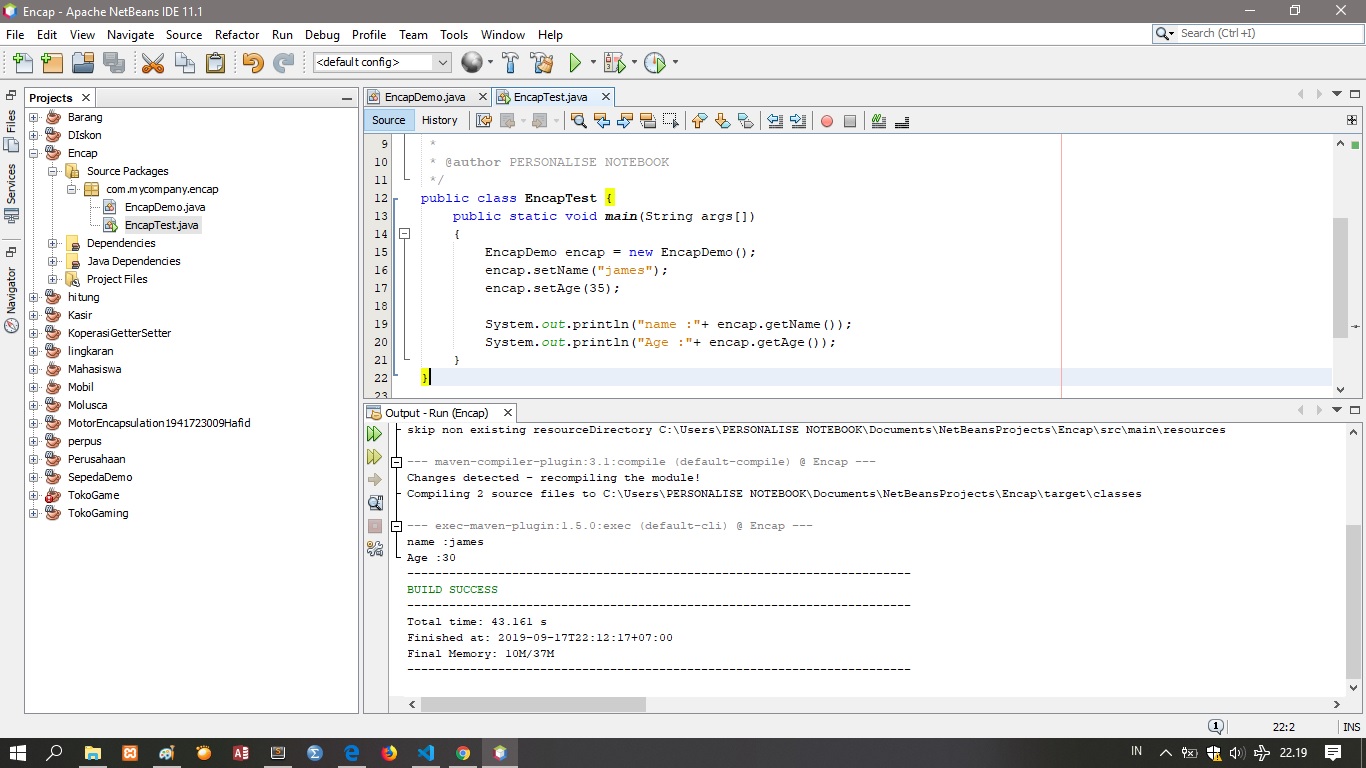 Encap - Apache NetBeans IDE 11.1
File Edit View Navigate Source Refactor Run Debug Profile Team Tools Window Help
Search (Ctrl+I)
<default config>
Files
Services
Navigator
Projects
Barang
DIskon
Encap
Source Packages
com.mycompany.encap
EncapDemo.java
EncapTest.java
Dependencies
Java Dependencies
Project Files
hitung
Kasir
KoperasiGetterSetter
lingkaran
Mahasiswa
Mobil
Molusca
MotorEncapsulation1941723009Hafid
perpus
Perusahaan
SepedaDemo
TokoGame
TokoGaming
EncapDemo.java EncapTest.java
Source History
9 *
10 * @author PERSONALISE NOTEBOOK
11 */
12 public class EncapTest {
13 public static void main(String args[])
14 {
15 EncapDemo encap = new EncapDemo();
16 encap.setName("james");
17 encap.setAge(35);
18
19 System.out.println("name :"+ encap.getName());
20 System.out.println("Age :"+ encap.getAge());
21 }
22 }
23
Output - Run (Encap)
skip non existing resourceDirectory C:\Users\PERSONALISE NOTEBOOK\Documents\NetBeansProjects\Encap\src\main\resources
--- maven-compiler-plugin:3.1:compile (default-compile) @ Encap ---
Changes detected - recompiling the module!
Compiling 2 source files to C:\Users\PERSONALISE NOTEBOOK\Documents\NetBeansProjects\Encap\target\classes
--- exec-maven-plugin:1.5.0:exec (default-cli) @ Encap ---
name :james
Age :30
------------------------------------------------------------------------
BUILD SUCCESS
------------------------------------------------------------------------
Total time: 43.161 s
Finished at: 2019-09-17T22:12:17+07:00
Final Memory: 10M/37M
------------------------------------------------------------------------
1 22:2 INS
IN 22.19